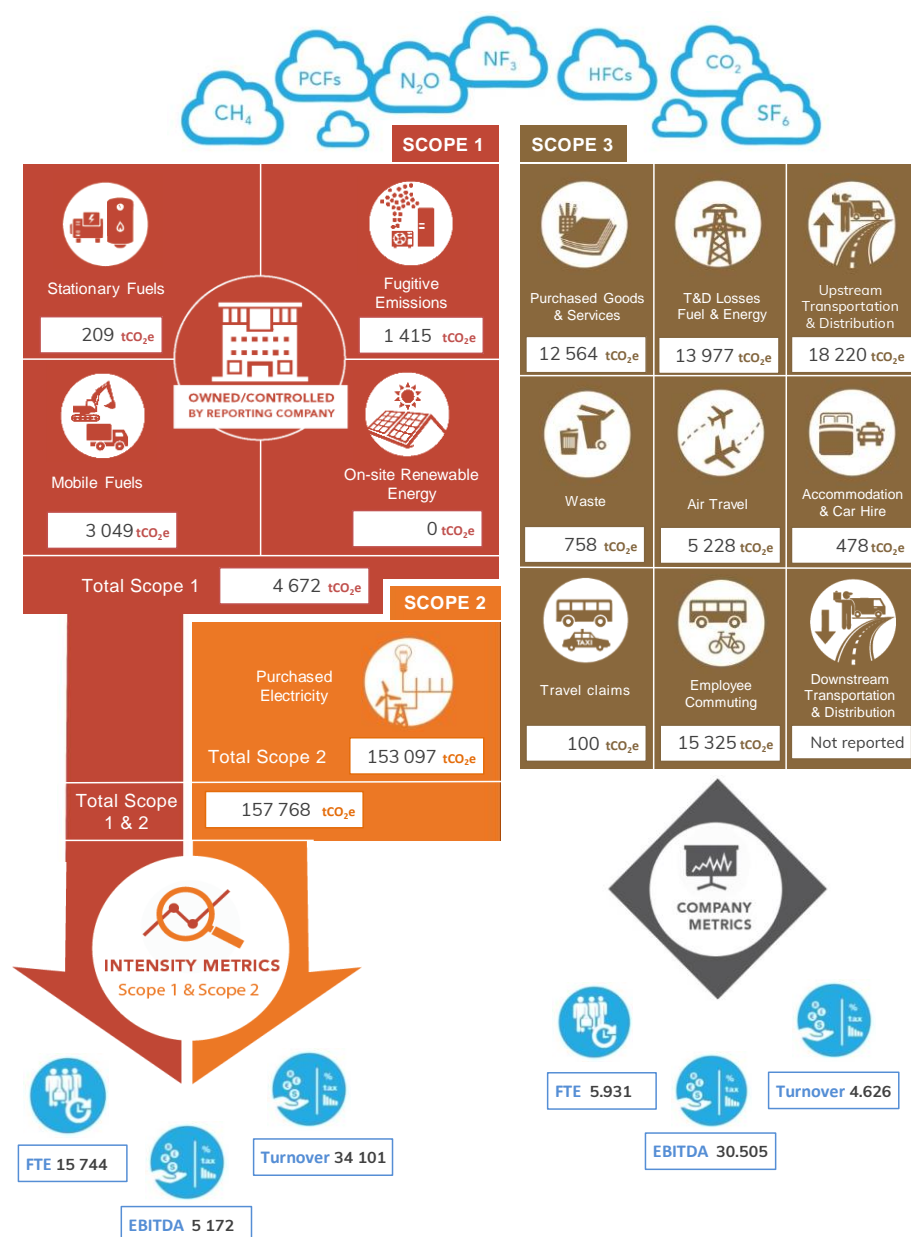 CH4
PCFs
N2O
NF3
HFCs
CO2
SF6
SCOPE 1
Stationary Fuels
209 tCO2e
Fugitive
Emissions
1 415 tCO2e
OWNED/CONTROLLED
BY REPORTING COMPANY
Mobile Fuels
3 049 tCO2e
On-site Renewable
Energy
0 tCO2e
Total Scope 1
4 672 tCO2e
SCOPE 2
Purchased
Electricity
Total Scope 2
153 097 tCO2e
Total Scope
1 & 2
157 768 tCO2e
INTENSITY METRICS
Scope 1 & Scope 2
FTE 15 744
% 
tax
EBITDA 5 172
%
tax
Turnover 34 101
SCOPE 3
Purchased Goods
& Services
12 564 tCO2e
T&D Losses
Fuel & Energy
13 977 tCO2e
Upstream
Transportation
& Distribution
18 220 tCO2e
Waste
758 tCO2e
Air Travel
5 228 tCO2e
Accommodation
& Car Hire
478 tCO2e
TAXI
Travel claims
100 tCO2e
Employee
Commuting
15 325 tCO2e
Downstream
Transportation
& Distribution
Not reported
COMPANY
METRICS
FTE 5.931
%
tax
EBITDA 30.505
%
tax
Turnover 4.626